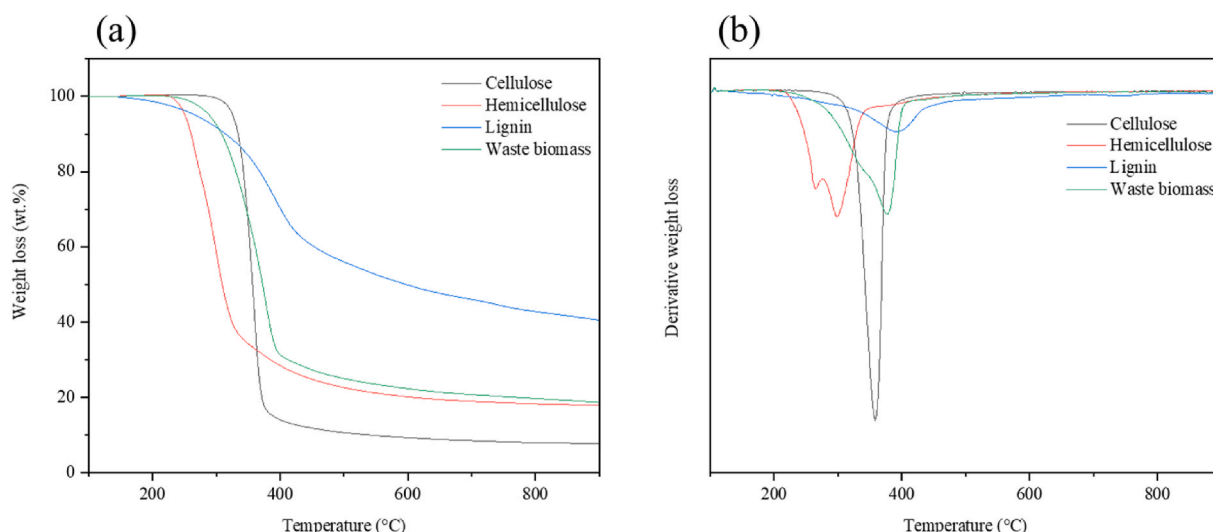 (a)
Weight loss (wt.%)
100
80
60
40
20
0
200
400
600
800
Temperature (°C)
Cellulose
Hemicellulose
Lignin
Waste biomass
(b)
Derivative weight loss
200
400
600
800
Temperature (°C)
Cellulose
Hemicellulose
Lignin
Waste biomass